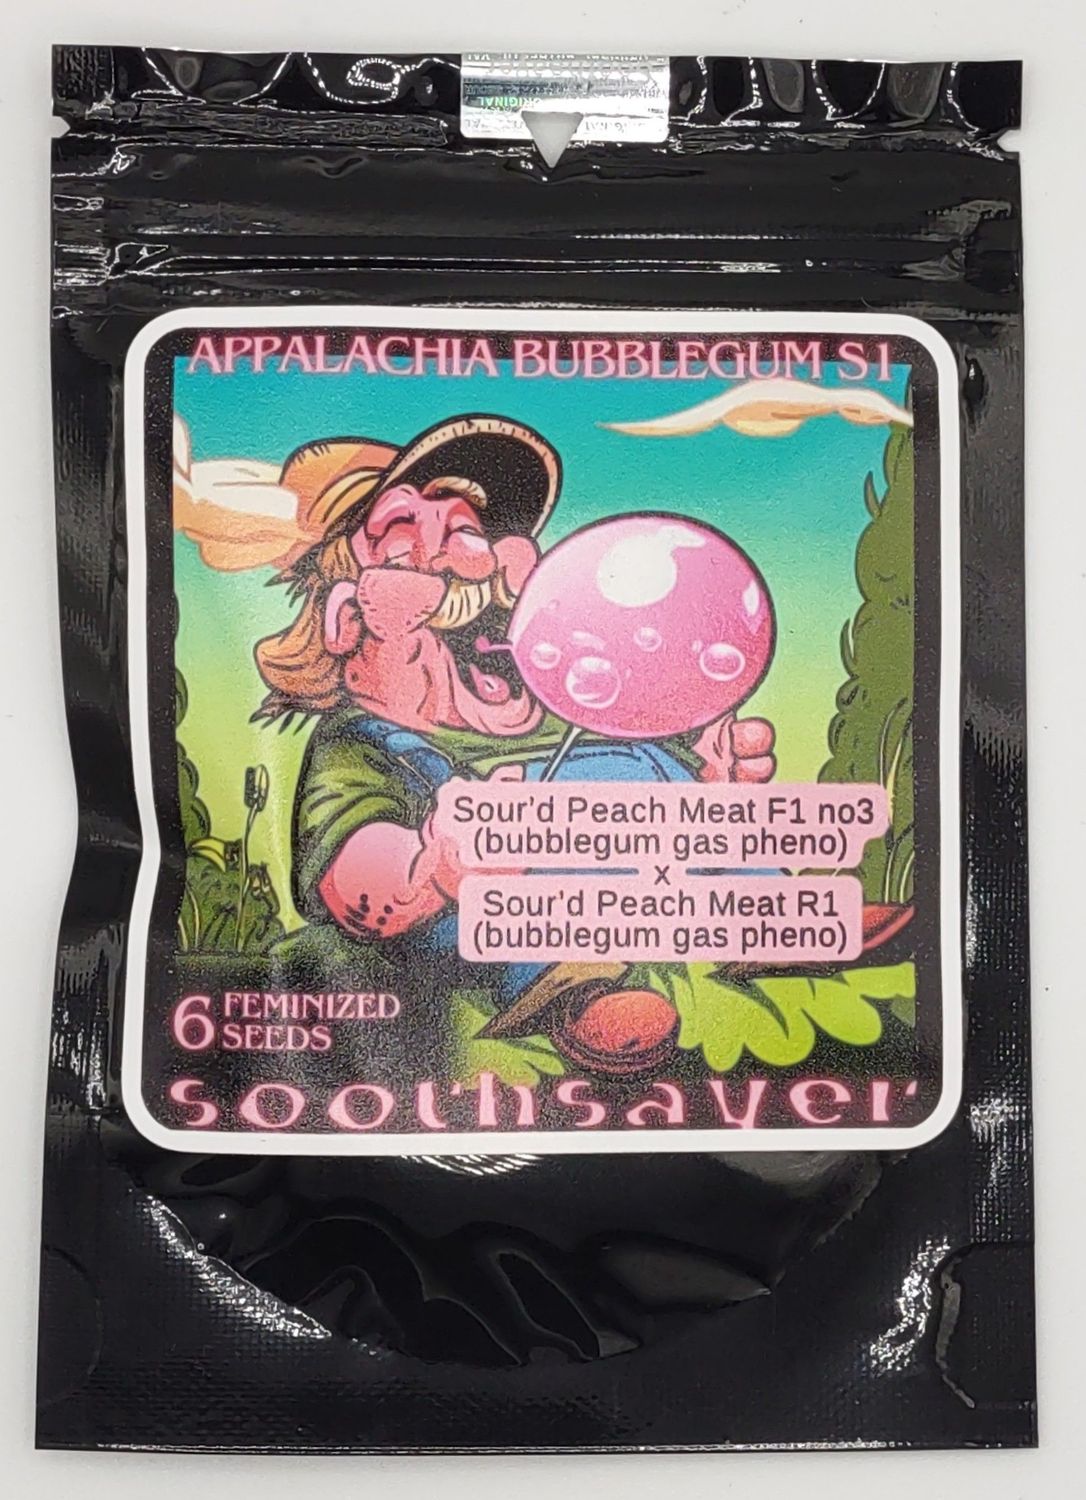 ORIGINAL
APPALACHIA BUBBLEGUM S1
Sour'd Peach Meat F1 no3
(bubblegum gas pheno)
x
Sour'd Peach Meat R1
(bubblegum gas pheno)
6 FEMINIZED
SEEDS
soothsayer